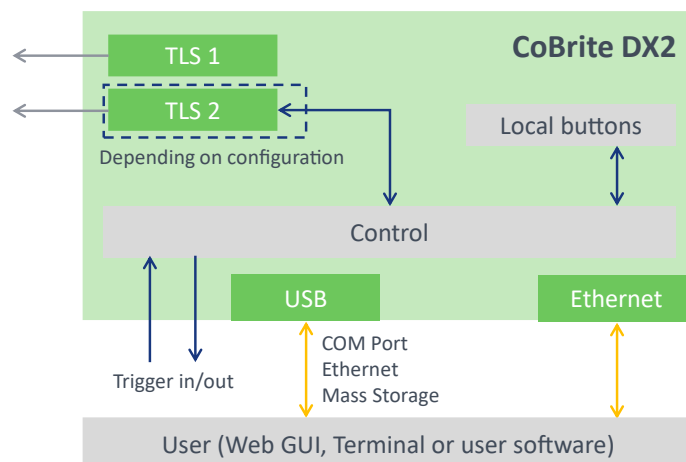 CoBrite DX2
TLS 1
TLS 2
Depending on configuration
Local buttons
Control
USB
Ethernet
COM Port
Ethernet
Mass Storage
Trigger in/out
User (Web GUI, Terminal or user software)